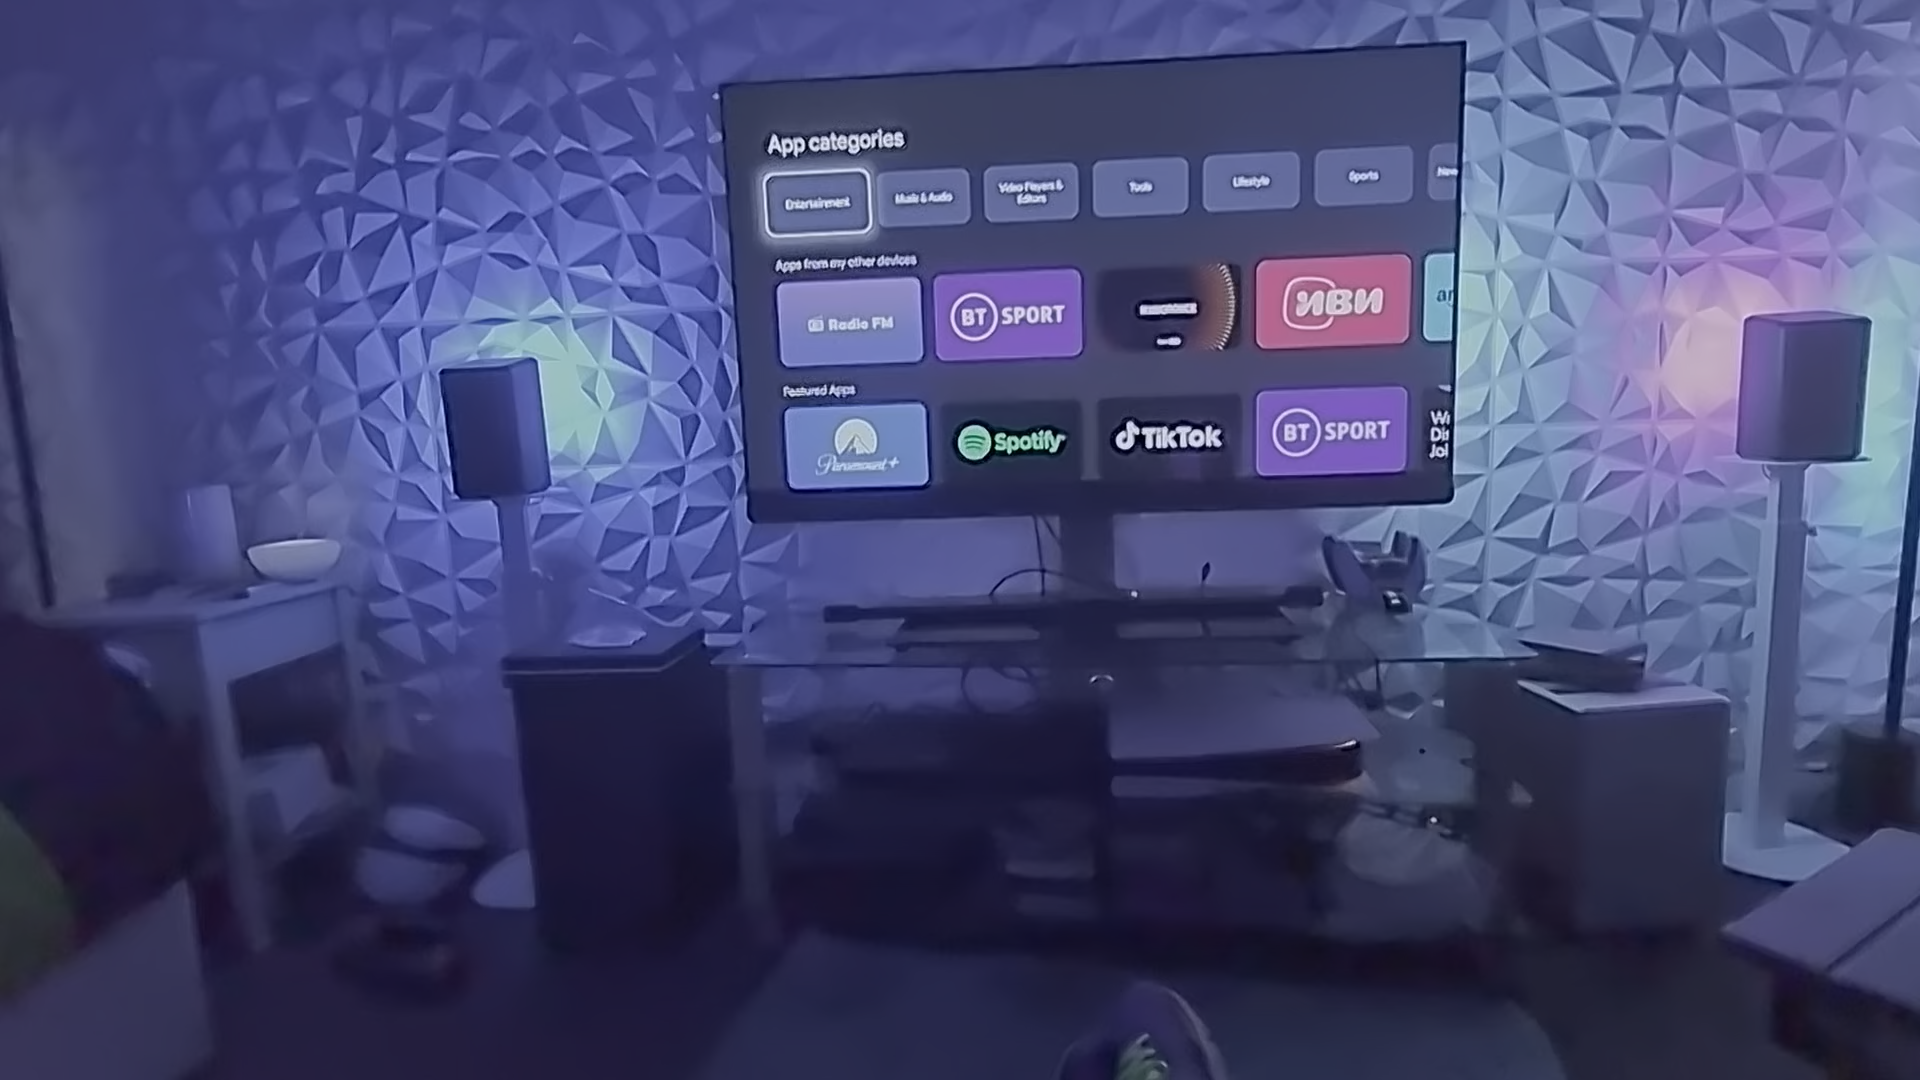 App categories
Entertainment
Music & Audio
Video Players &
Editors
Tools
Lifestyle
Sports
Apps from my other devices
Radio FM
BT SPORT
иви
Featured Apps
Paramount+
Spotify
TikTok
BT SPORT